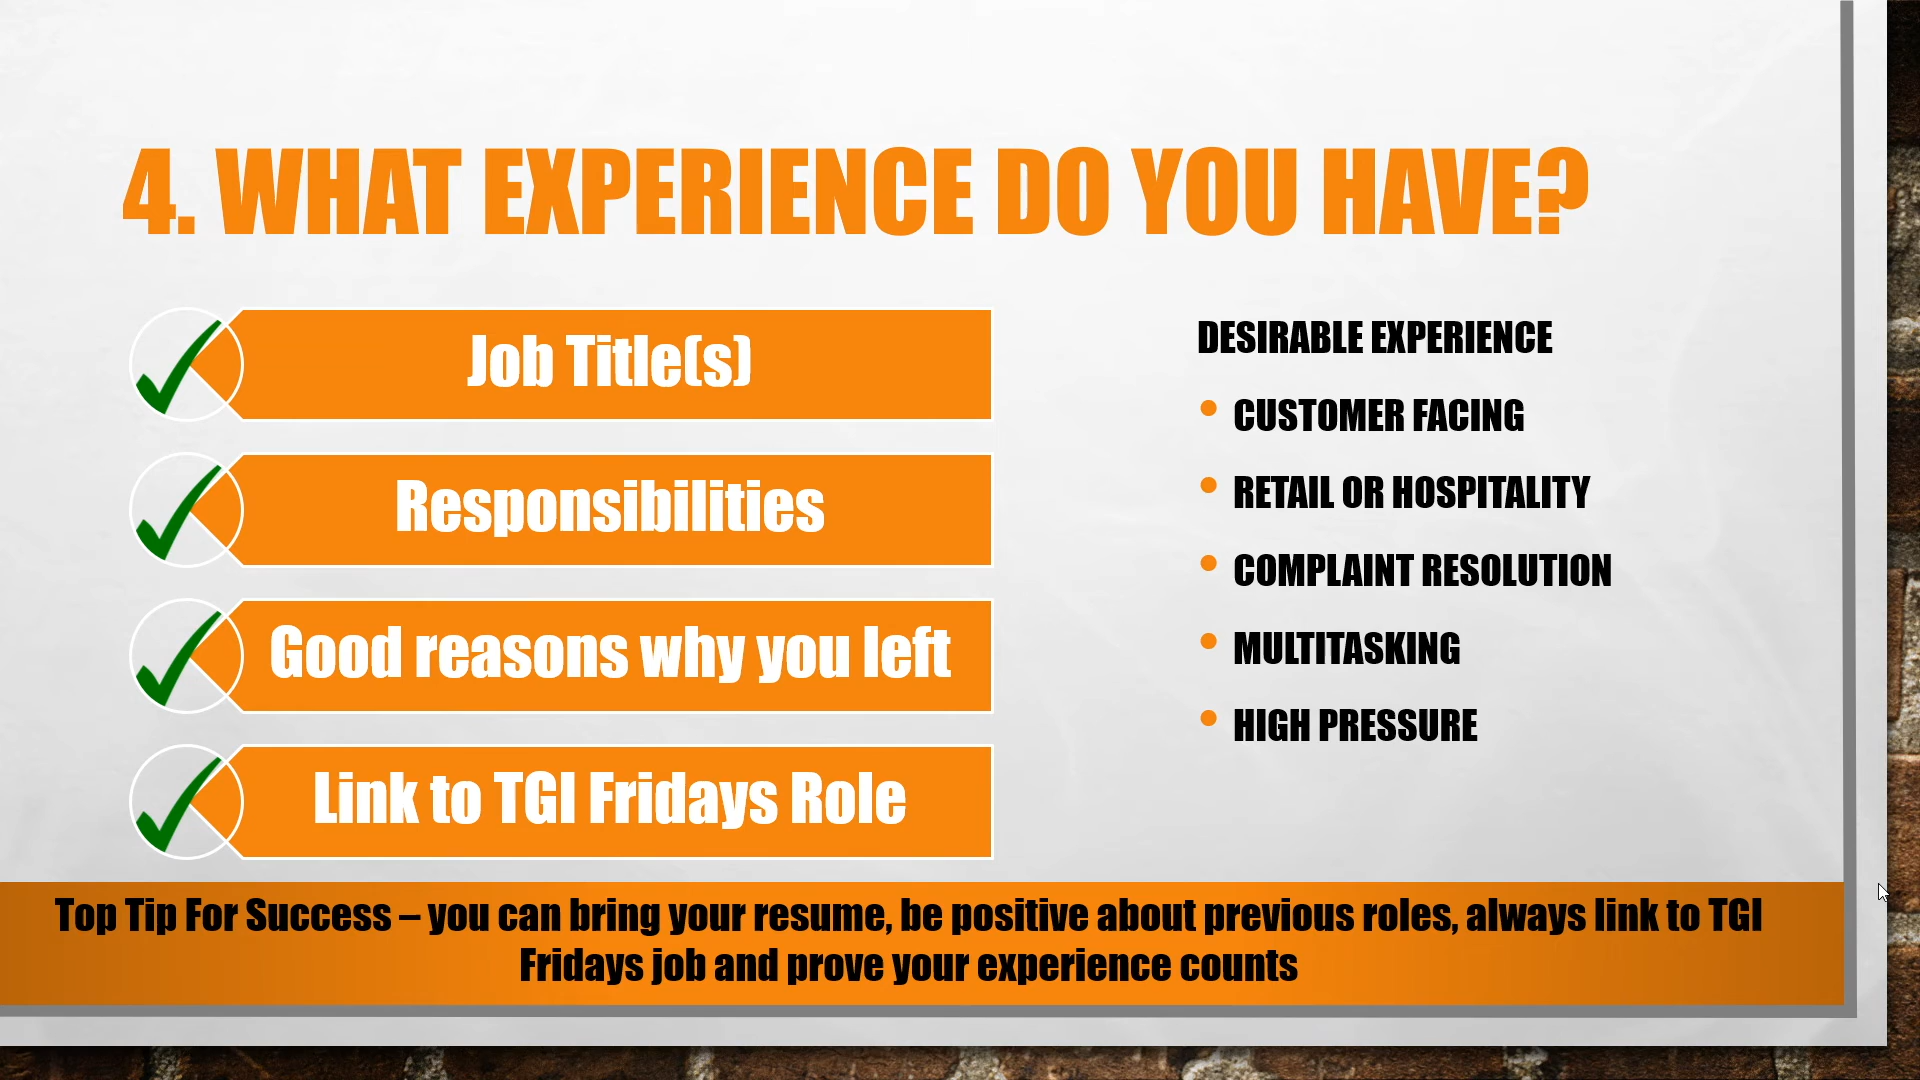 4. WHAT EXPERIENCE DO YOU HAVE?
Job Title(s)
Responsibilities
Good reasons why you left
Link to TGI Fridays Role
DESIRABLE EXPERIENCE
• CUSTOMER FACING
• RETAIL OR HOSPITALITY
• COMPLAINT RESOLUTION
• MULTITASKING
• HIGH PRESSURE
Top Tip For Success – you can bring your resume, be positive about previous roles, always link to TGI
Fridays job and prove your experience counts